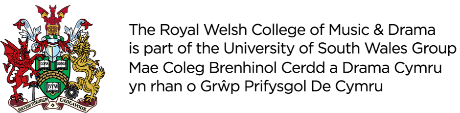 The Royal Welsh College of Music & Drama
is part of the University of South Wales Group
Mae Coleg Brenhinol Cerdd a Drama Cymru
yn rhan o Grŵp Prifysgol De Cymru